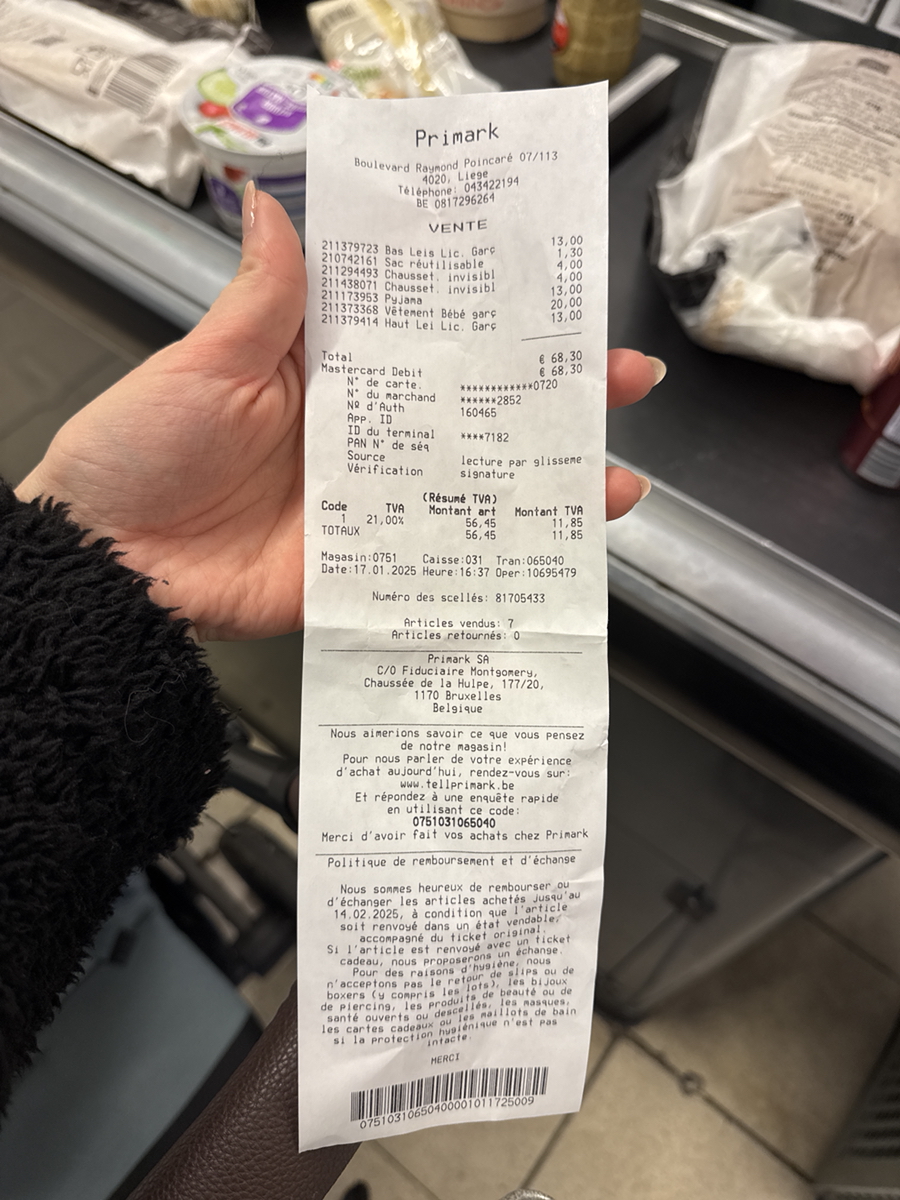 Primark
Boulevard Raymond Poincaré 07/113
4020, Liege
Téléphone: 043422194
BE 0817296264
VENTE
211379723 Bas Leis Lic. Garç 13,00
210742161 Sac réutilisable 1,30
211294493 Chausset. invisibl 4,00
211438071 Chausset. invisibl 4,00
211173953 Pyjama 13,00
211373368 Vêtement Bébé garç 20,00
211379414 Haut Lei Lic. Garç 13,00
Total € 68,30
Mastercard Debit € 68,30
N° de carte. ************0720
N° du marchand ******2852
Nº d'Auth 160465
App. ID
ID du terminal ****7182
PAN N° de séq
Source lecture par glisseme
Vérification signature
(Résumé TVA)
Code TVA Montant art Montant TVA
1 21,00% 56,45 11,85
TOTAUX 56,45 11,85
Magasin:0751 Caisse:031 Tran:065040
Date:17.01.2025 Heure:16:37 Oper:10695479
Numéro des scellés: 81705433
Articles vendus: 7
Articles retournés: 0
Primark SA
C/O Fiduciaire Montgomery,
Chaussée de la Hulpe, 177/20,
1170 Bruxelles
Belgique
Nous aimerions savoir ce que vous pensez
de notre magasin!
Pour nous parler de votre expérience
d'achat aujourd'hui, rendez-vous sur:
www.tellprimark.be
Et répondez à une enquête rapide
en utilisant ce code:
0751031065040
Merci d'avoir fait vos achats chez Primark
Politique de remboursement et d'échange
Nous sommes heureux de rembourser ou
d'échanger les articles achetés jusqu'au
14.02.2025, à condition que l'article
soit renvoyé dans un état vendable,
accompagné du ticket original.
Si l'article est renvoyé avec un ticket
cadeau, nous proposerons un échange.
Pour des raisons d'hygiène, nous
n'acceptons pas le retour de slips ou de
boxers (y compris les lots), les bijoux
de piercing, les produits de beauté ou de
santé ouverts ou descellés, les masques,
les cartes cadeaux ou les maillots de bain
si la protection hygiénique n'est pas
intacte.
MERCI
07510310650400001011725009